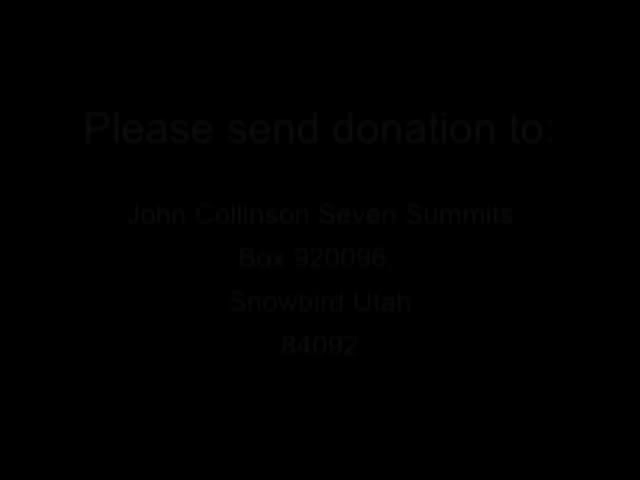 Please send donation to:
John Collinson Seven Summits
Box 920096
Snowbird Utah
84092